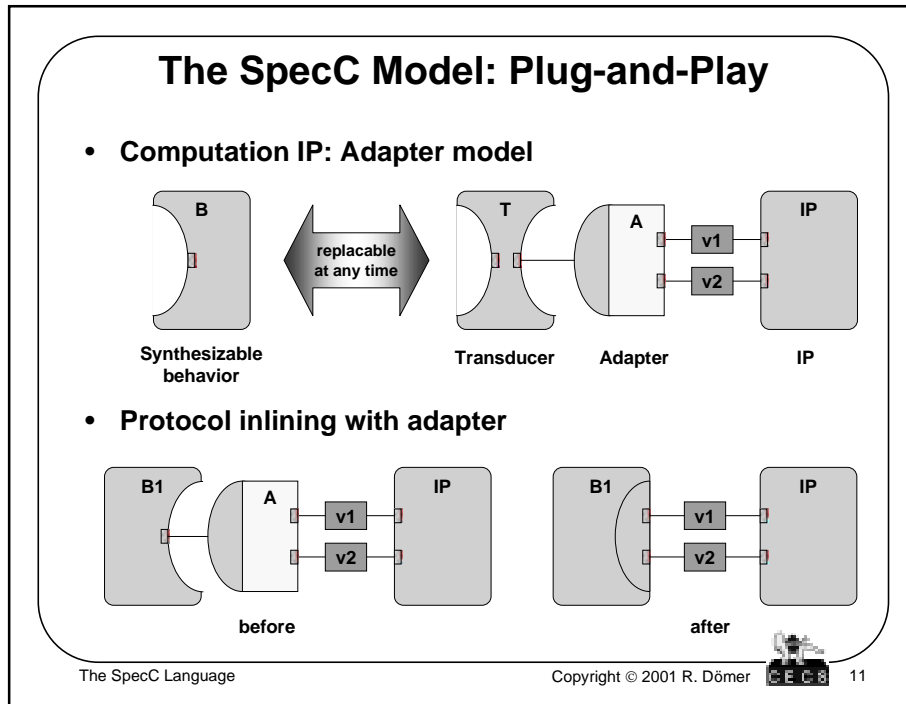 The SpecC Model: Plug-and-Play
• Computation IP: Adapter model
B
replacable
at any time
T
A
v1
v2
IP
Synthesizable
behavior
Transducer
Adapter
IP
• Protocol inlining with adapter
B1
A
v1
v2
IP
B1
v1
v2
IP
before
after
The SpecC Language
Copyright © 2001 R. Dömer
CECS
11